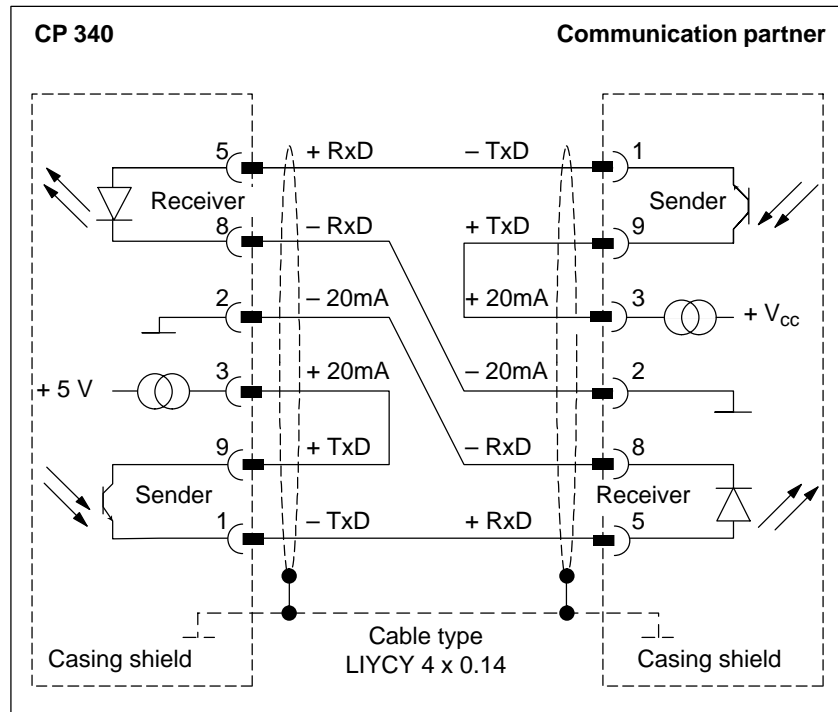 CP 340 Communication partner
5 + RxD – TxD 1
Receiver Sender
8 – RxD + TxD 9
2 – 20mA + 20mA 3 + Vcc
+ 5 V 3 + 20mA – 20mA 2
9 + TxD – RxD 8
Sender Receiver
1 – TxD + RxD 5
Cable type
Casing shield LIYCY 4 x 0.14 Casing shield